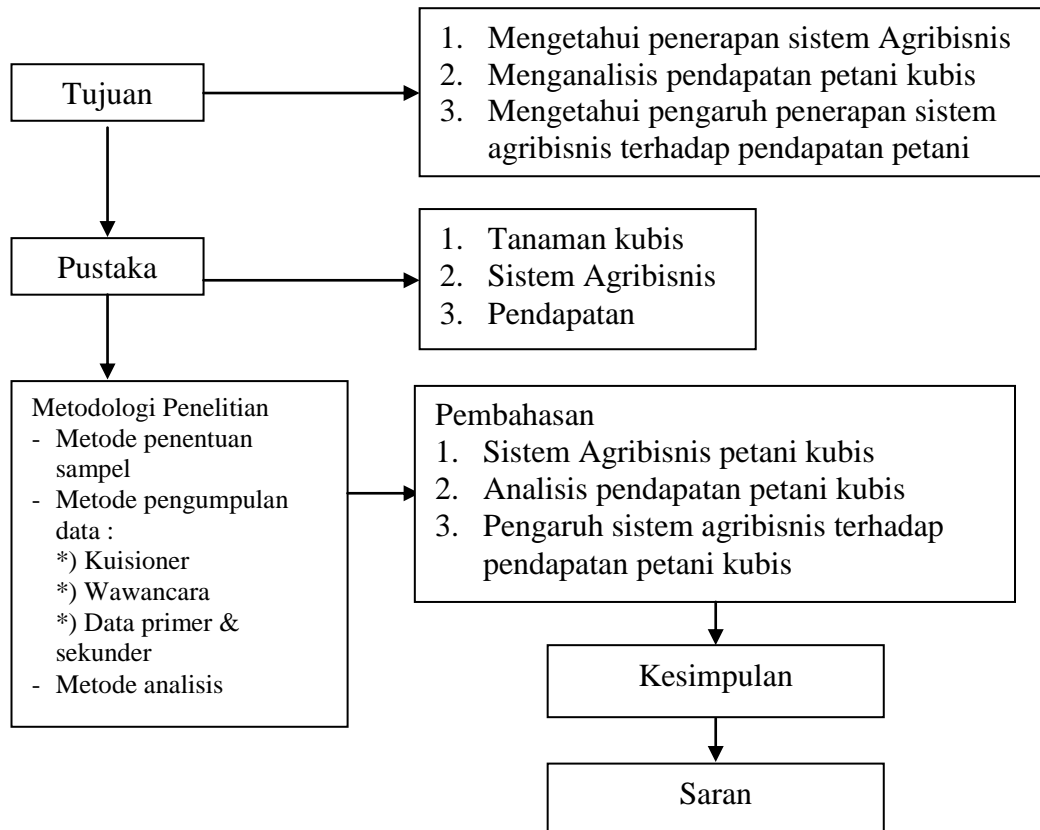 Tujuan
1. Mengetahui penerapan sistem Agribisnis
2. Menganalisis pendapatan petani kubis
3. Mengetahui pengaruh penerapan sistem
agribisnis terhadap pendapatan petani
Pustaka
1. Tanaman kubis
2. Sistem Agribisnis
3. Pendapatan
Metodologi Penelitian
- Metode penentuan
sampel
- Metode pengumpulan
data :
*) Kuisioner
*) Wawancara
*) Data primer &
sekunder
- Metode analisis
Pembahasan
1. Sistem Agribisnis petani kubis
2. Analisis pendapatan petani kubis
3. Pengaruh sistem agribisnis terhadap
pendapatan petani kubis
Kesimpulan
Saran